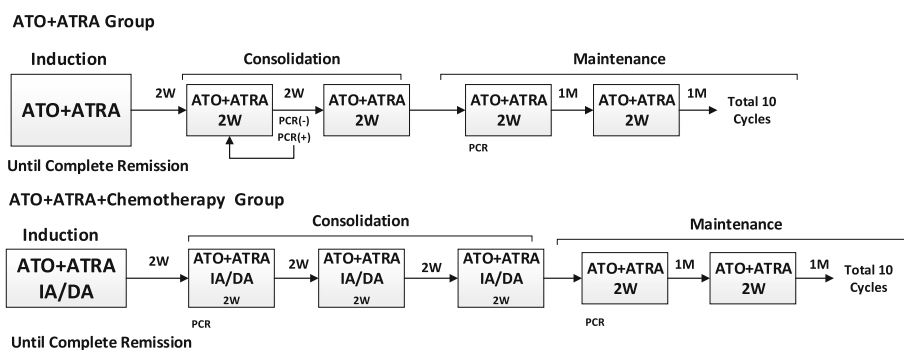 ATO+ATRA Group
Induction
Consolidation
Maintenance
ATO+ATRA
2W
ATO+ATRA
2W
2W
PCR(-)
PCR(+)
ATO+ATRA
2W
ATO+ATRA
2W
PCR
1M
ATO+ATRA
2W
1M
Total 10
Cycles
Until Complete Remission
ATO+ATRA+Chemotherapy Group
Induction
Consolidation
Maintenance
ATO+ATRA
IA/DA
2W
ATO+ATRA
IA/DA
2W
PCR
2W
ATO+ATRA
IA/DA
2W
2W
ATO+ATRA
IA/DA
2W
ATO+ATRA
2W
PCR
1M
ATO+ATRA
2W
1M
Total 10
Cycles
Until Complete Remission